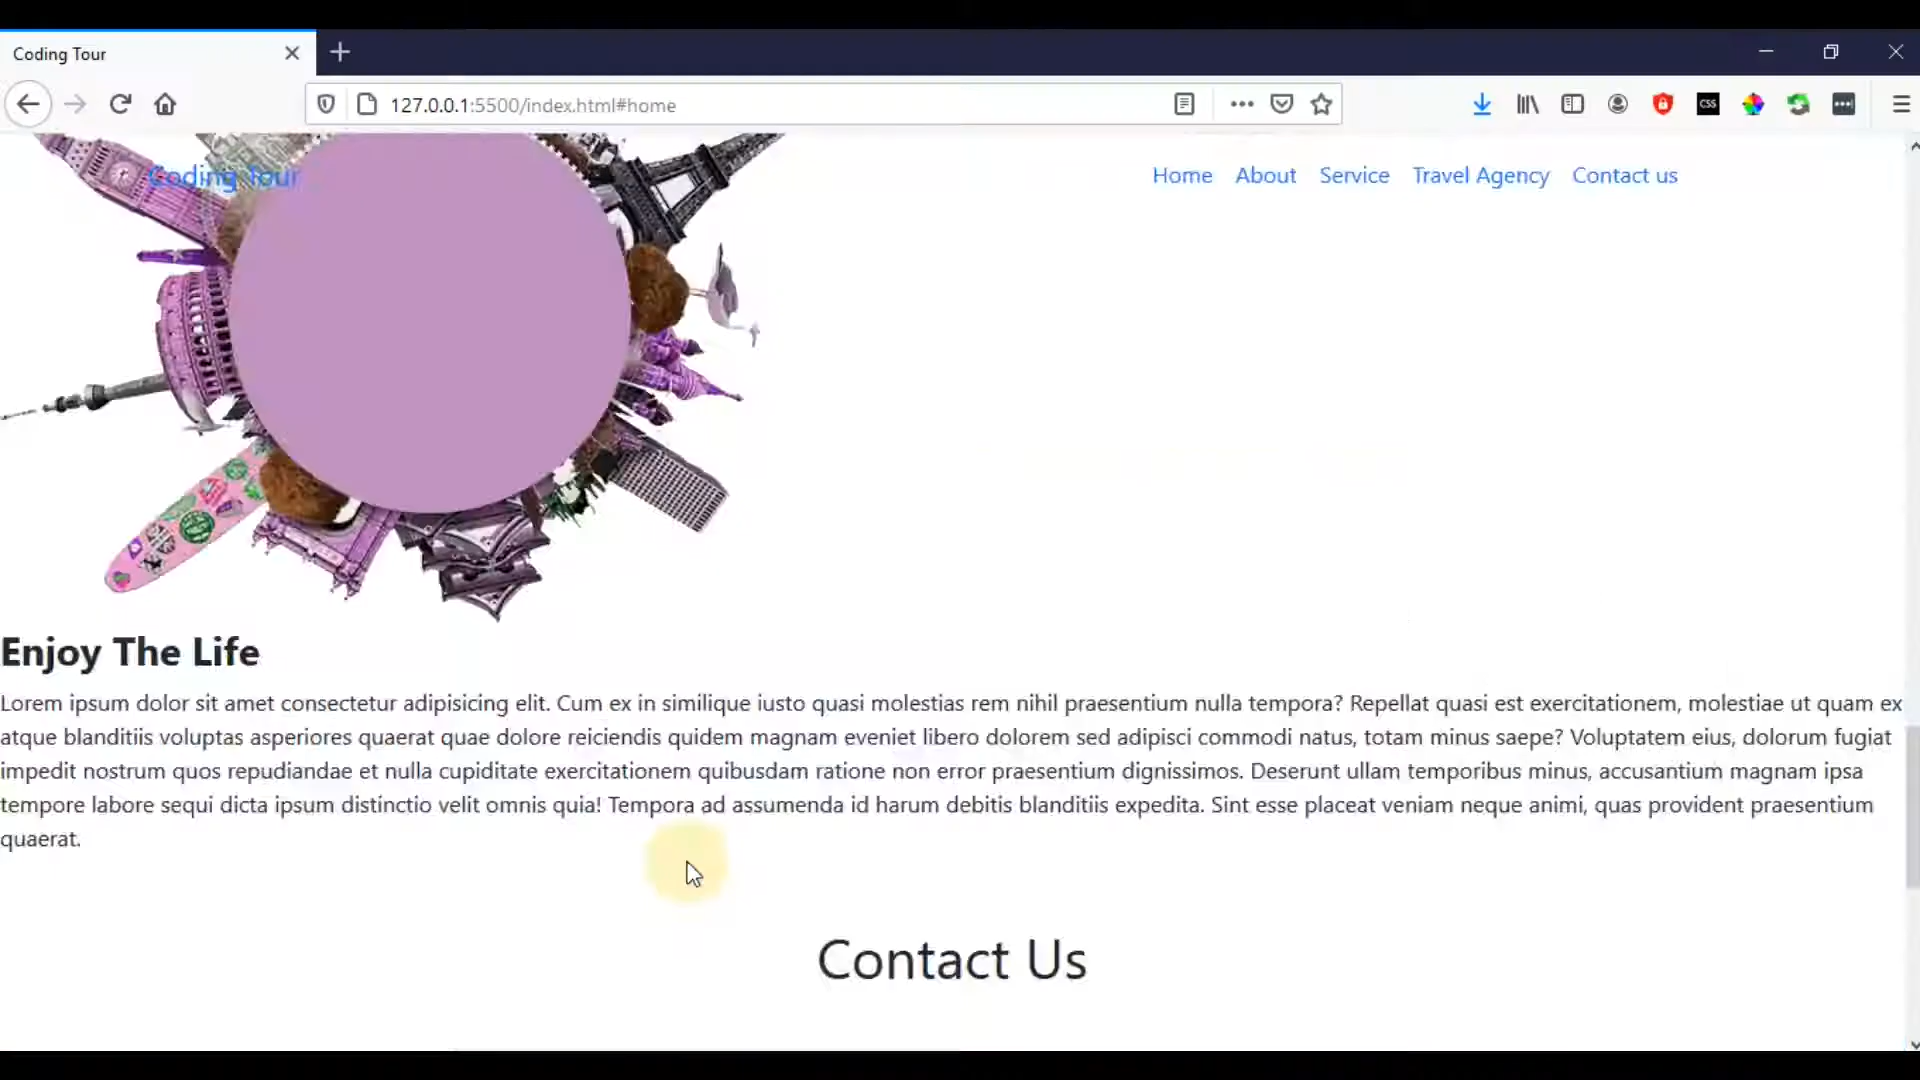 Coding Tour
127.0.0.1:5500/index.html#home
CSS
Coding Tour
Home About Service Travel Agency Contact us
Enjoy The Life
Lorem ipsum dolor sit amet consectetur adipisicing elit. Cum ex in similique iusto quasi molestias rem nihil praesentium nulla tempora? Repellat quasi est exercitationem, molestiae ut quam ex
atque blanditiis voluptas asperiores quaerat quae dolore reiciendis quidem magnam eveniet libero dolorem sed adipisci commodi natus, totam minus saepe? Voluptatem eius, dolorum fugiat
impedit nostrum quos repudiandae et nulla cupiditate exercitationem quibusdam ratione non error praesentium dignissimos. Deserunt ullam temporibus minus, accusantium magnam ipsa
tempore labore sequi dicta ipsum distinctio velit omnis quia! Tempora ad assumenda id harum debitis blanditiis expedita. Sint esse placeat veniam neque animi, quas provident praesentium
quaerat.
Contact Us